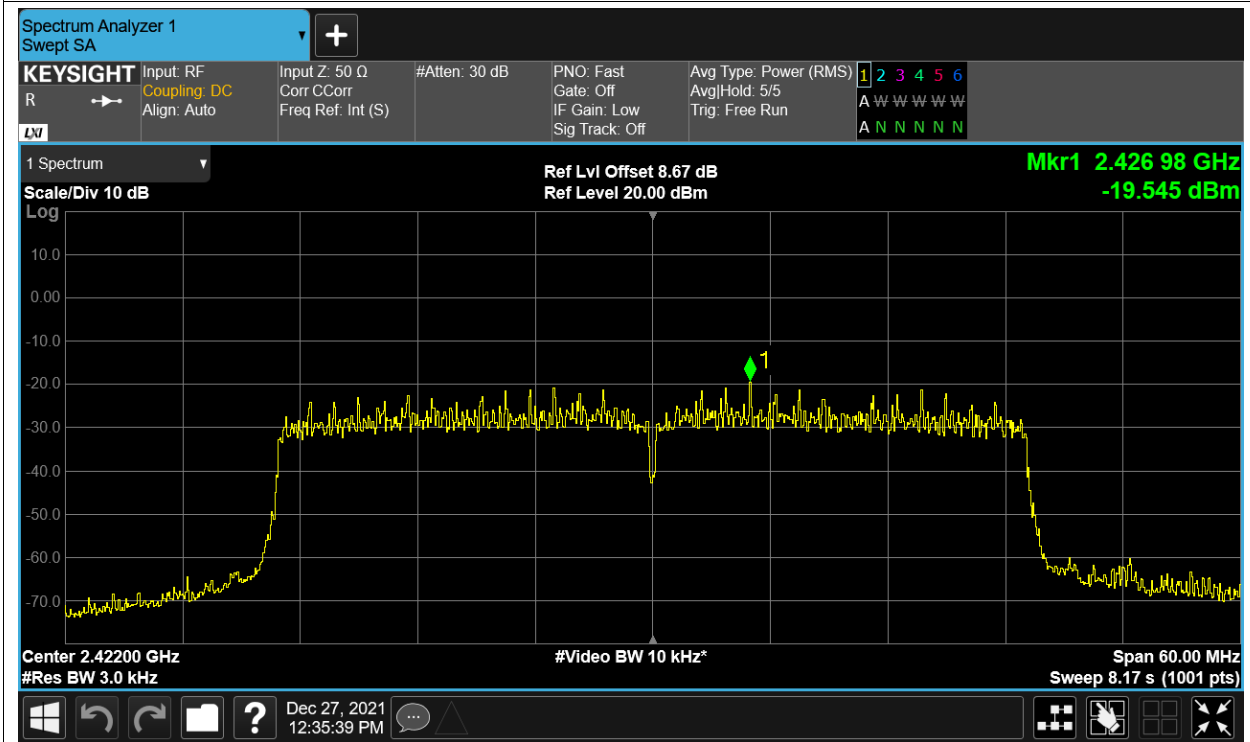 Spectrum Analyzer 1
Swept SA
+
KEYSIGHT
R
LXI
Input: RF
Coupling: DC
Align: Auto
Input Z: 50 Ω
Corr CCorr
Freq Ref: Int (S)
#Atten: 30 dB
PNO: Fast
Gate: Off
IF Gain: Low
Sig Track: Off
Avg Type: Power (RMS)
Avg|Hold: 5/5
Trig: Free Run
1 2 3 4 5 6
A W W W W W
A N N N N N
1 Spectrum
Scale/Div 10 dB
Log
Ref Lvl Offset 8.67 dB
Ref Level 20.00 dBm
Mkr1 2.426 98 GHz
-19.545 dBm
10.0
0.00
-10.0
-20.0
-30.0
-40.0
-50.0
-60.0
-70.0
1
Center 2.42200 GHz
#Res BW 3.0 kHz
#Video BW 10 kHz*
Span 60.00 MHz
Sweep 8.17 s (1001 pts)
?
Dec 27, 2021
12:35:39 PM